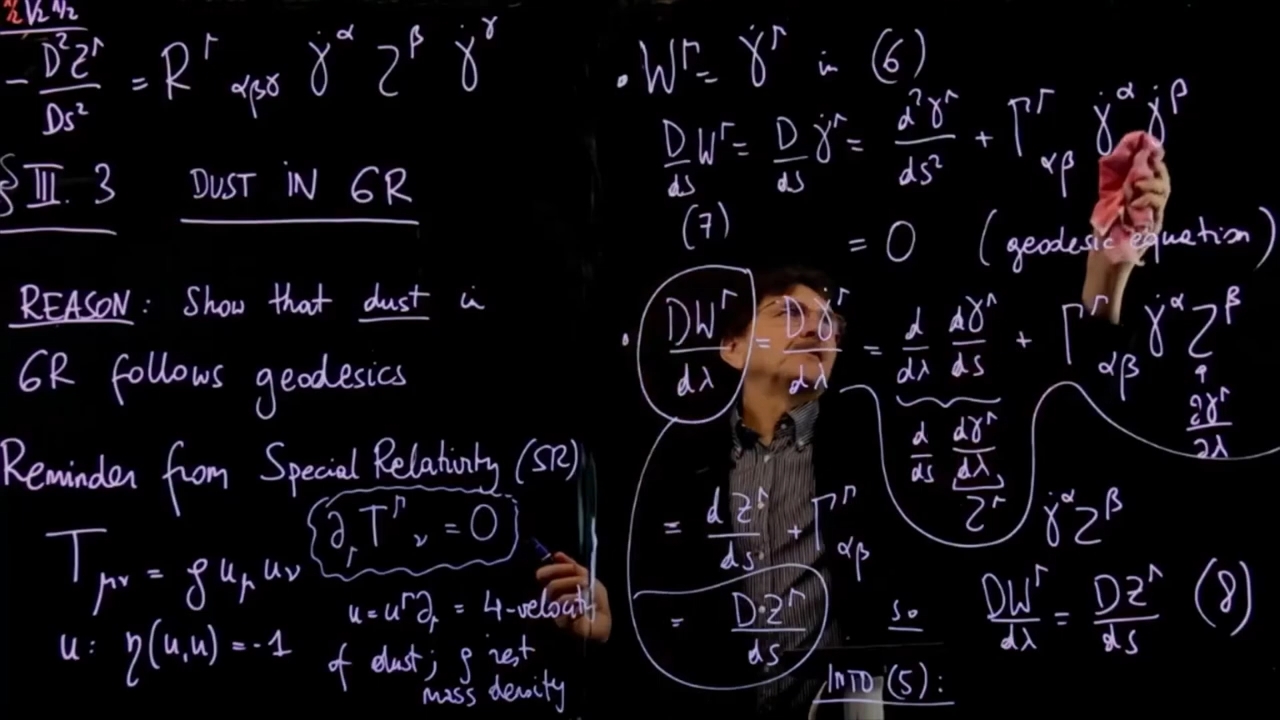 - D²Z^μ/Ds² = R^μ_αβγ γ̇^α Z^β γ̇^γ
§ III. 3 DUST IN GR
REASON: Show that dust in
GR follows geodesics
Reminder from Special Relativity (SR)
T_μν = ρ u_μ u_ν
∂_μ T^μ_ν = 0
u = u^μ ∂_μ = 4-velocity
u: η(u,u) = -1
of dust; ρ rest
mass density
• W^μ = γ̇^μ in (6)
D/ds W^μ = D/ds γ̇^μ = d²γ^μ/ds² + Γ^μ_αβ γ̇^α γ̇^β
(7) = 0 (geodesic equation)
• DW^μ/dλ = Dγ̇^μ/dλ = d/dλ dγ^μ/ds + Γ^μ_αβ γ̇^α Z^β
∂γ^μ/∂λ
d/ds dγ^μ/dλ
Z^μ
= dZ^μ/ds + Γ^μ_αβ γ̇^α Z^β
= D·Z^μ/ds so DW^μ/dλ = DZ^μ/ds (8)
INTO (5):